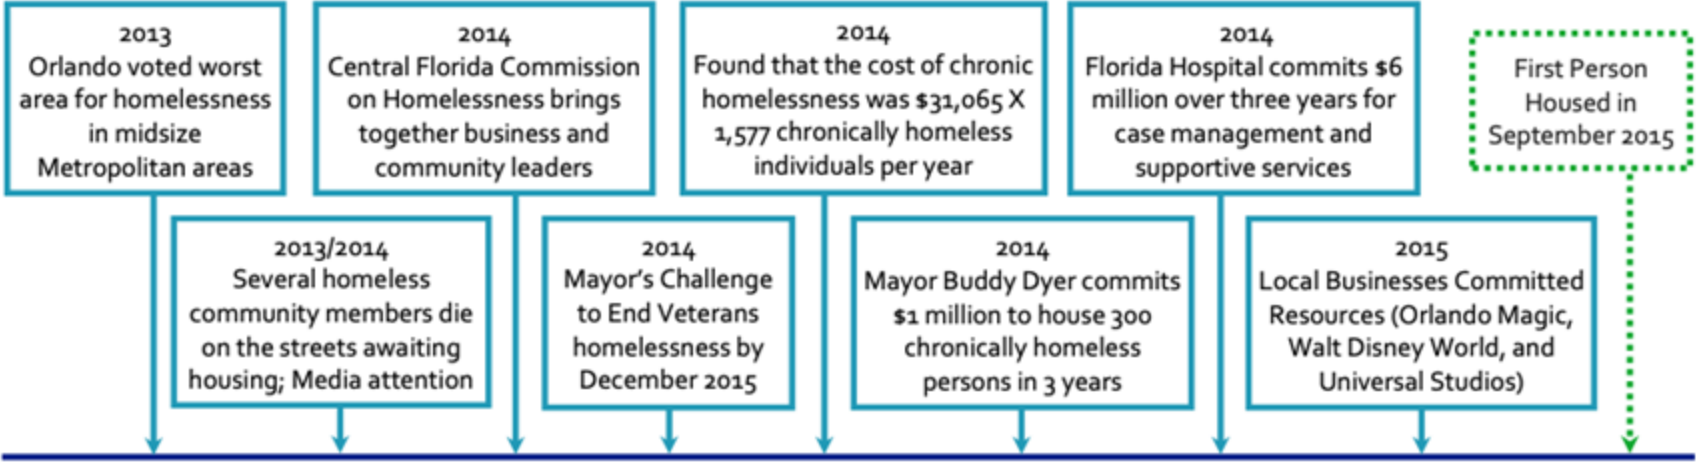 2013
Orlando voted worst
area for homelessness
in midsize
Metropolitan areas
2013/2014
Several homeless
community members die
on the streets awaiting
housing; Media attention
2014
Central Florida Commission
on Homelessness brings
together business and
community leaders
2014
Mayor's Challenge
to End Veterans
homelessness by
December 2015
2014
Found that the cost of chronic
homelessness was $31,065 X
1,577 chronically homeless
individuals per year
2014
Mayor Buddy Dyer commits
$1 million to house 300
chronically homeless
persons in 3 years
2014
Florida Hospital commits $6
million over three years for
case management and
supportive services
2015
Local Businesses Committed
Resources (Orlando Magic,
Walt Disney World, and
Universal Studios)
First Person
Housed in
September 2015